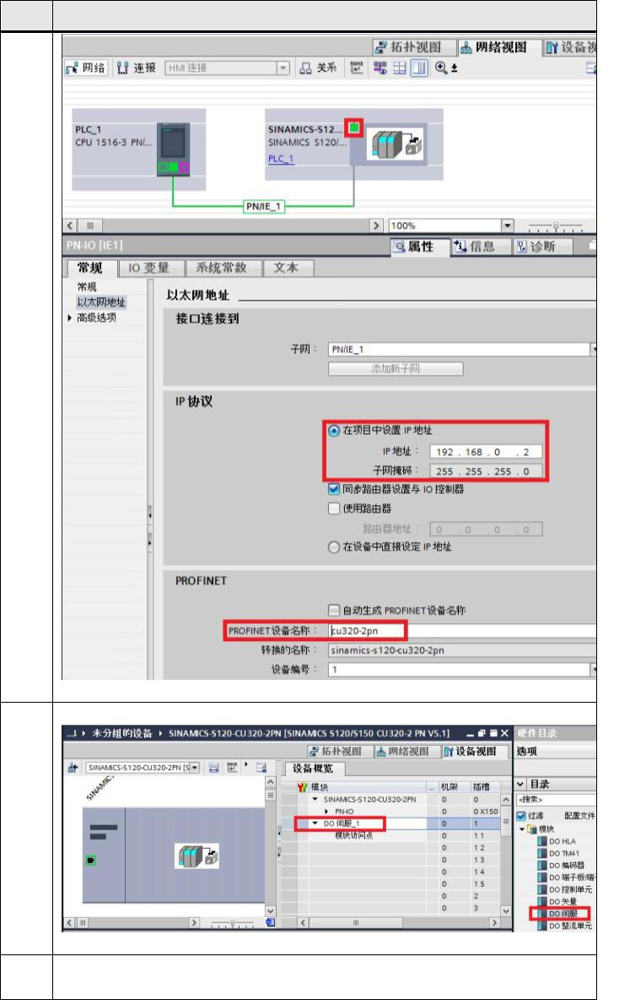 拓扑视图 网络视图 设备视
网络 连接 HMI 连接 关系
PLC_1
CPU 1516-3 PN/...
SINAMICS-S12...
SINAMICS S120/...
PLC_1
PN/IE_1
100%
PN-IO [IE1]
属性 信息 诊断
常规 IO 变量 系统常数 文本
常规
以太网地址
高级选项
以太网地址
接口连接到
子网： PN/IE_1
添加新子网
IP 协议
在项目中设置 IP 地址
IP 地址： 192 . 168 . 0 . 2
子网掩码： 255 . 255 . 255 . 0
同步路由器设置与 IO 控制器
使用路由器
路由器地址： 0 . 0 . 0 . 0
在设备中直接设定 IP 地址
PROFINET
自动生成 PROFINET 设备名称
PROFINET 设备名称： cu320-2pn
转换的名称： sinamics-s120-cu320-2pn
设备编号： 1
未分组的设备 SINAMICS-S120-CU320-2PN [SINAMICS S120/S150 CU320-2 PN V5.1]
拓扑视图 网络视图 设备视图
SINAMICS-S120-CU320-2PN [S
SINAMIC
设备概览
模块 ... 机架 插槽
SINAMICS-S120-CU320-2PN 0 0
PN-IO 0 0 X150
DO 伺服_1 0 1
模块访问点 0 1 1
0 1 2
0 1 3
0 1 4
0 1 5
0 2
0 3
硬件目录
选项
目录
<搜索>
过滤 配置文件
模块
DO HLA
DO TM41
DO 编码器
DO 端子板/端
DO 控制单元
DO 矢量
DO 伺服
DO 整流单元